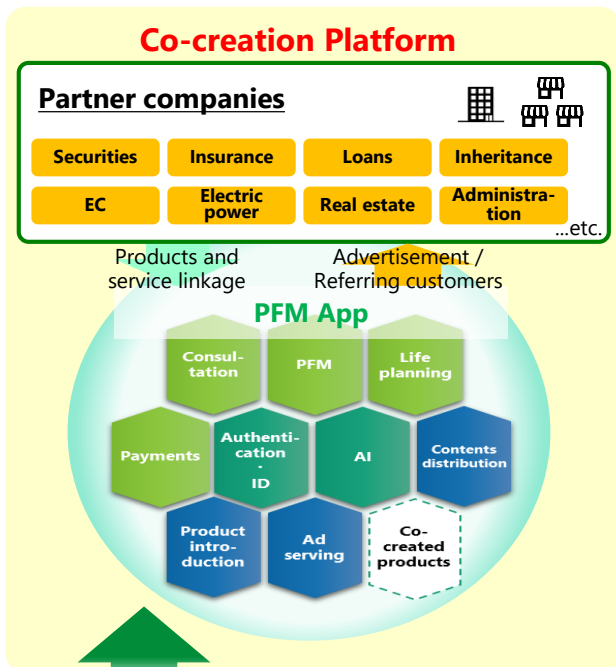 Co-creation Platform
Partner companies
Securities
Insurance
Loans
Inheritance
EC
Electric
power
Real estate
Administra-
tion
...etc.
Products and
service linkage
Advertisement /
Referring customers
PFM App
Consul-
tation
PFM
Life
planning
Payments
Authenti-
cation
·
ID
AI
Contents
distribution
Product
intro-
duction
Ad
serving
Co-
created
products